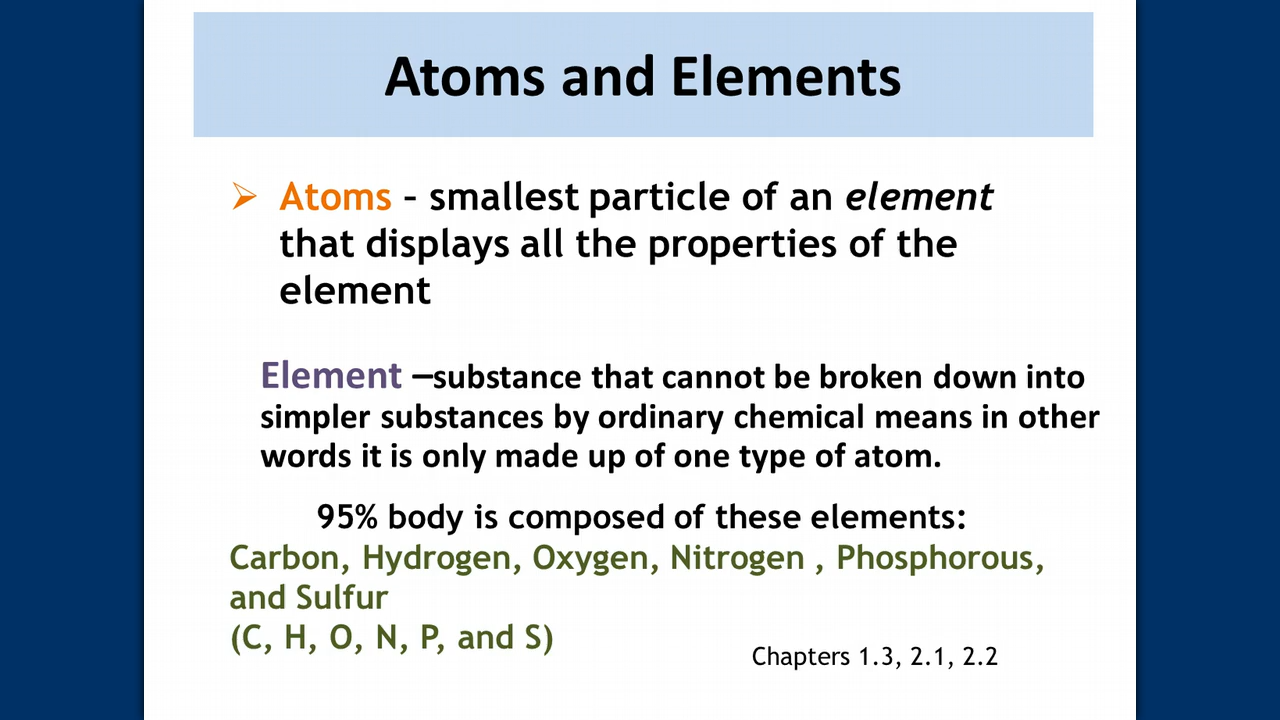 Atoms and Elements
➢ Atoms – smallest particle of an element
that displays all the properties of the
element
Element –substance that cannot be broken down into
simpler substances by ordinary chemical means in other
words it is only made up of one type of atom.
95% body is composed of these elements:
Carbon, Hydrogen, Oxygen, Nitrogen , Phosphorous,
and Sulfur
(C, H, O, N, P, and S)
Chapters 1.3, 2.1, 2.2